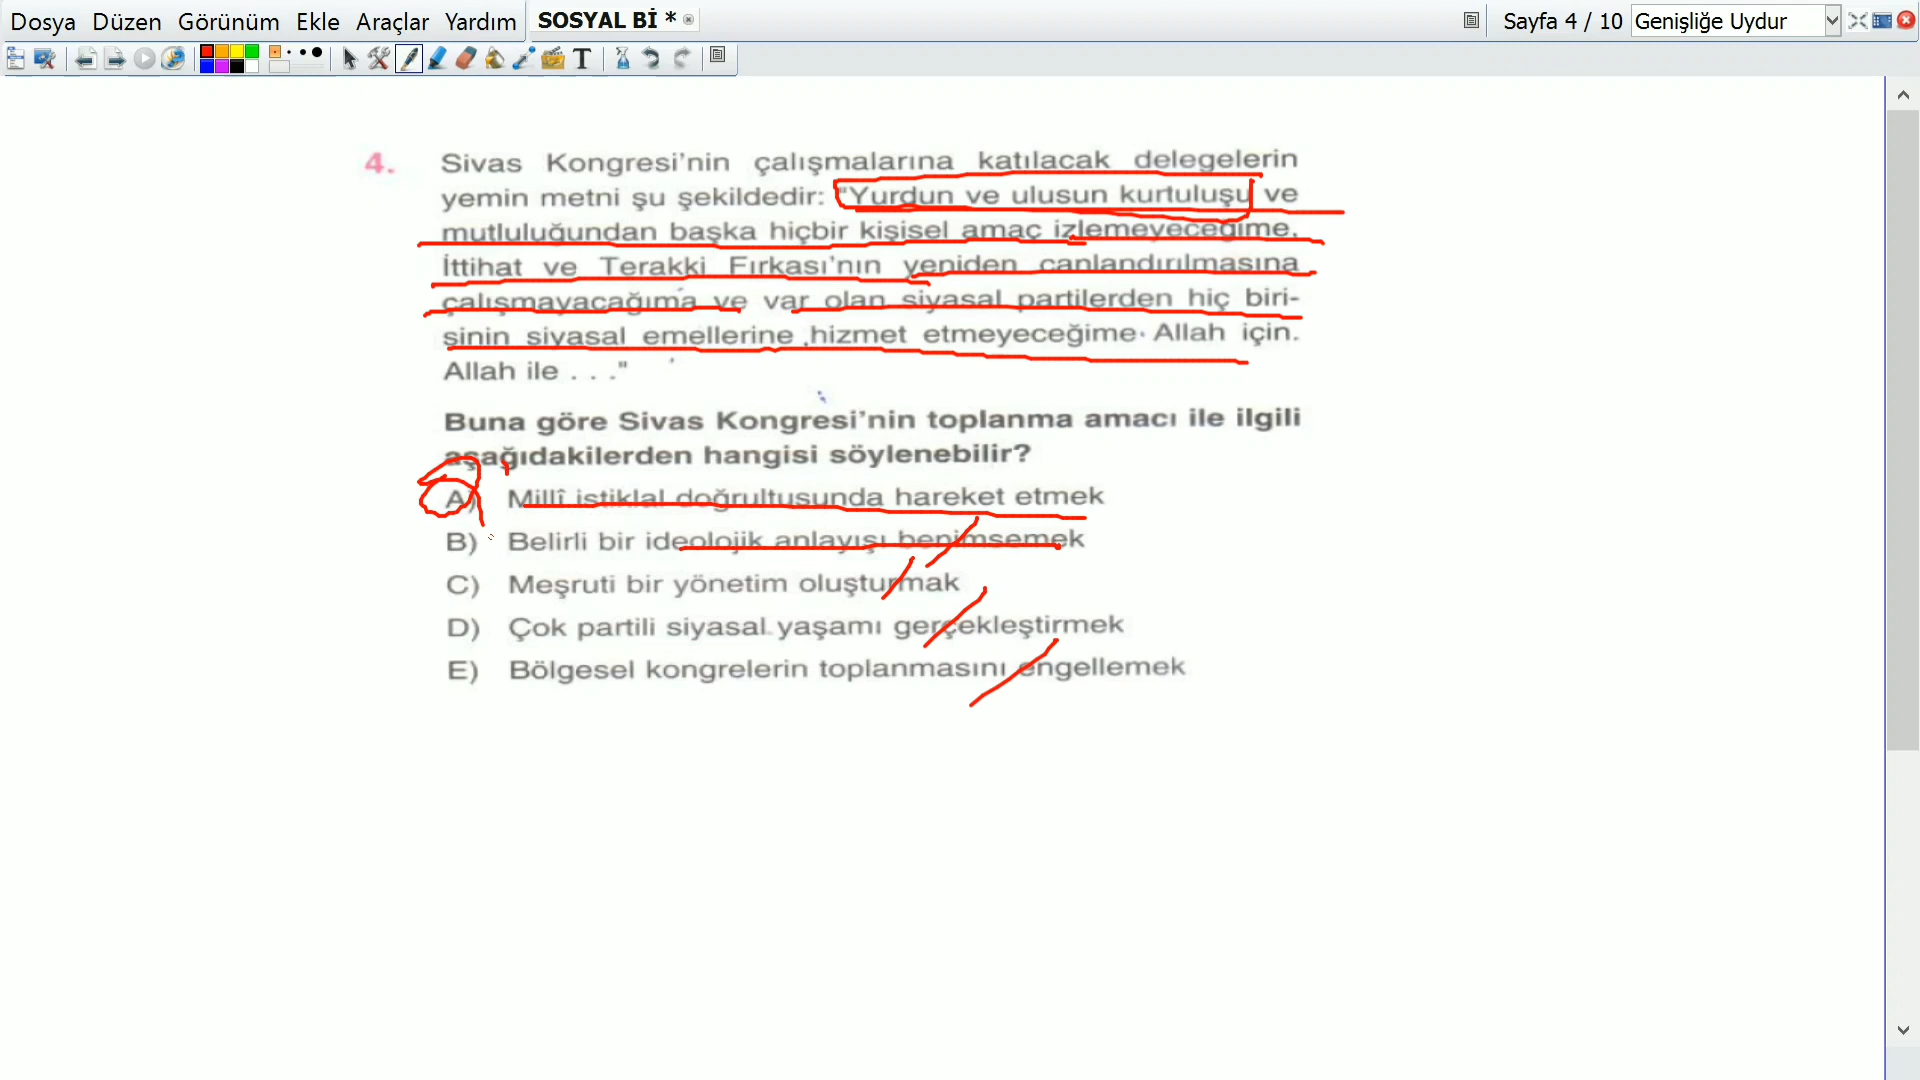 Dosya Düzen Görünüm Ekle Araçlar Yardım SOSYAL Bİ * Sayfa 4 / 10 Genişliğe Uydur
4. Sivas Kongresi'nin çalışmalarına katılacak delegelerin
yemin metni şu şekildedir: "Yurdun ve ulusun kurtuluşu ve
mutluluğundan başka hiçbir kişisel amaç izlemeyeceğime,
İttihat ve Terakki Fırkası'nın yeniden canlandırılmasına
çalışmayacağıma ve var olan siyasal partilerden hiç biri-
sinin siyasal emellerine hizmet etmeyeceğime Allah için.
Allah ile . . ."
Buna göre Sivas Kongresi'nin toplanma amacı ile ilgili
aşağıdakilerden hangisi söylenebilir?
A) Millî istiklal doğrultusunda hareket etmek
B) Belirli bir ideolojik anlayışı benimsemek
C) Meşruti bir yönetim oluşturmak
D) Çok partili siyasal yaşamı gerçekleştirmek
E) Bölgesel kongrelerin toplanmasını engellemek